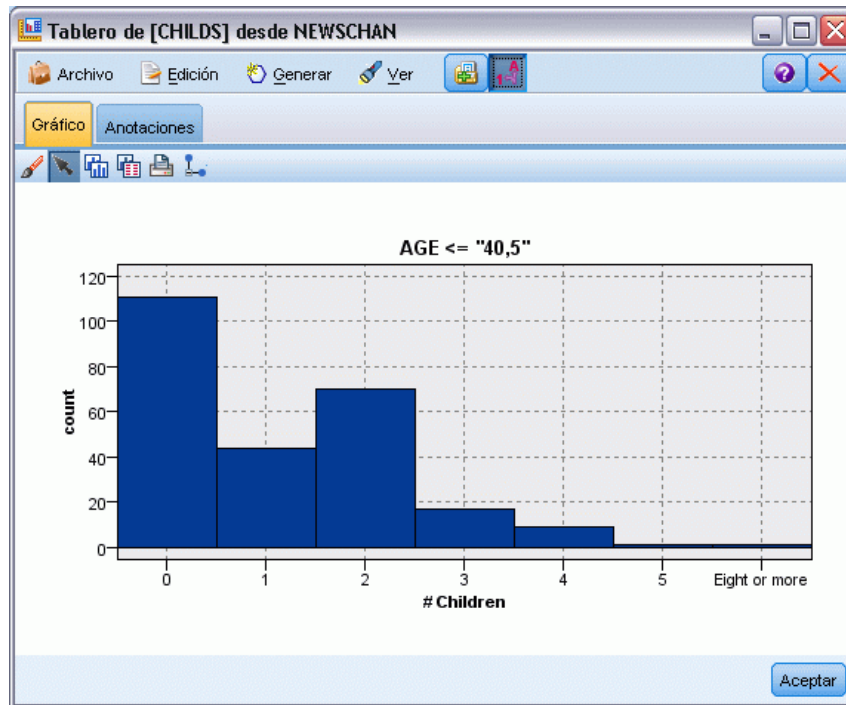 Tablero de [CHILDS] desde NEWSCHAN
Archivo Edición Generar Ver
Gráfico Anotaciones
AGE <= "40,5"
120
100
80
60
40
20
0
count
0 1 2 3 4 5 Eight or more
# Children
Aceptar